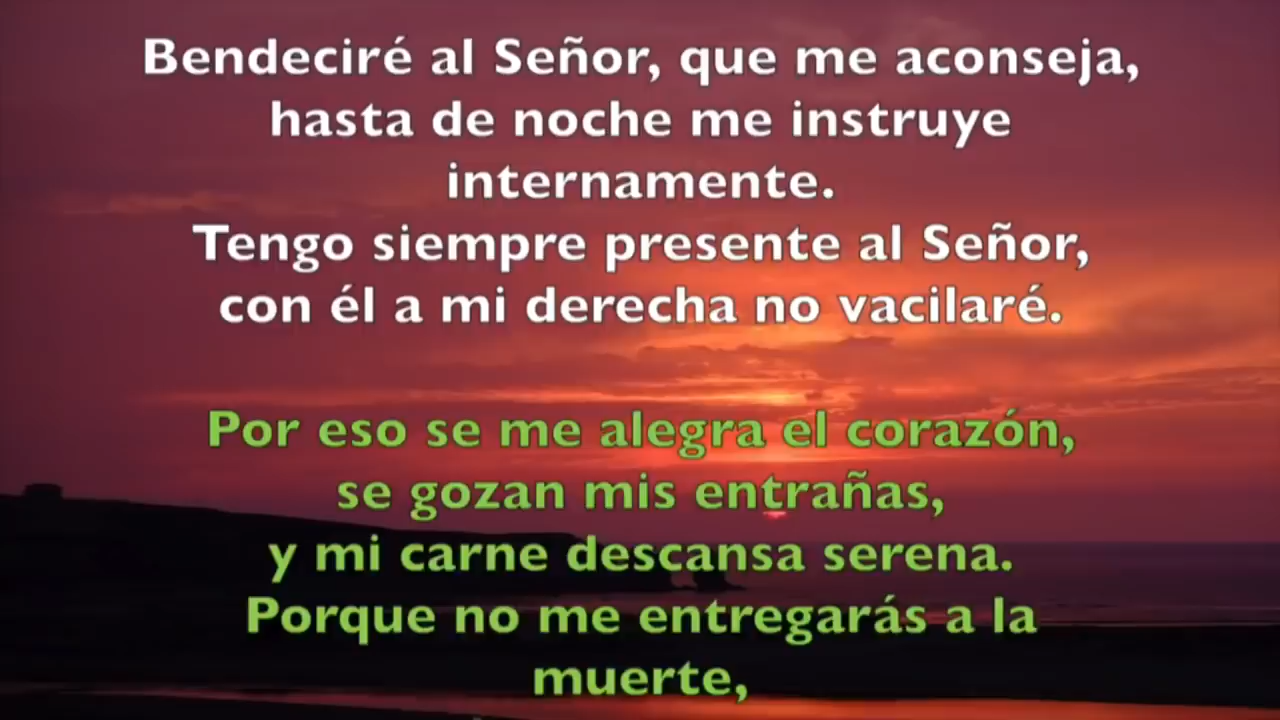 Bendeciré al Señor, que me aconseja,
hasta de noche me instruye
internamente.
Tengo siempre presente al Señor,
con él a mi derecha no vacilaré.
Por eso se me alegra el corazón,
se gozan mis entrañas,
y mi carne descansa serena.
Porque no me entregarás a la
muerte,